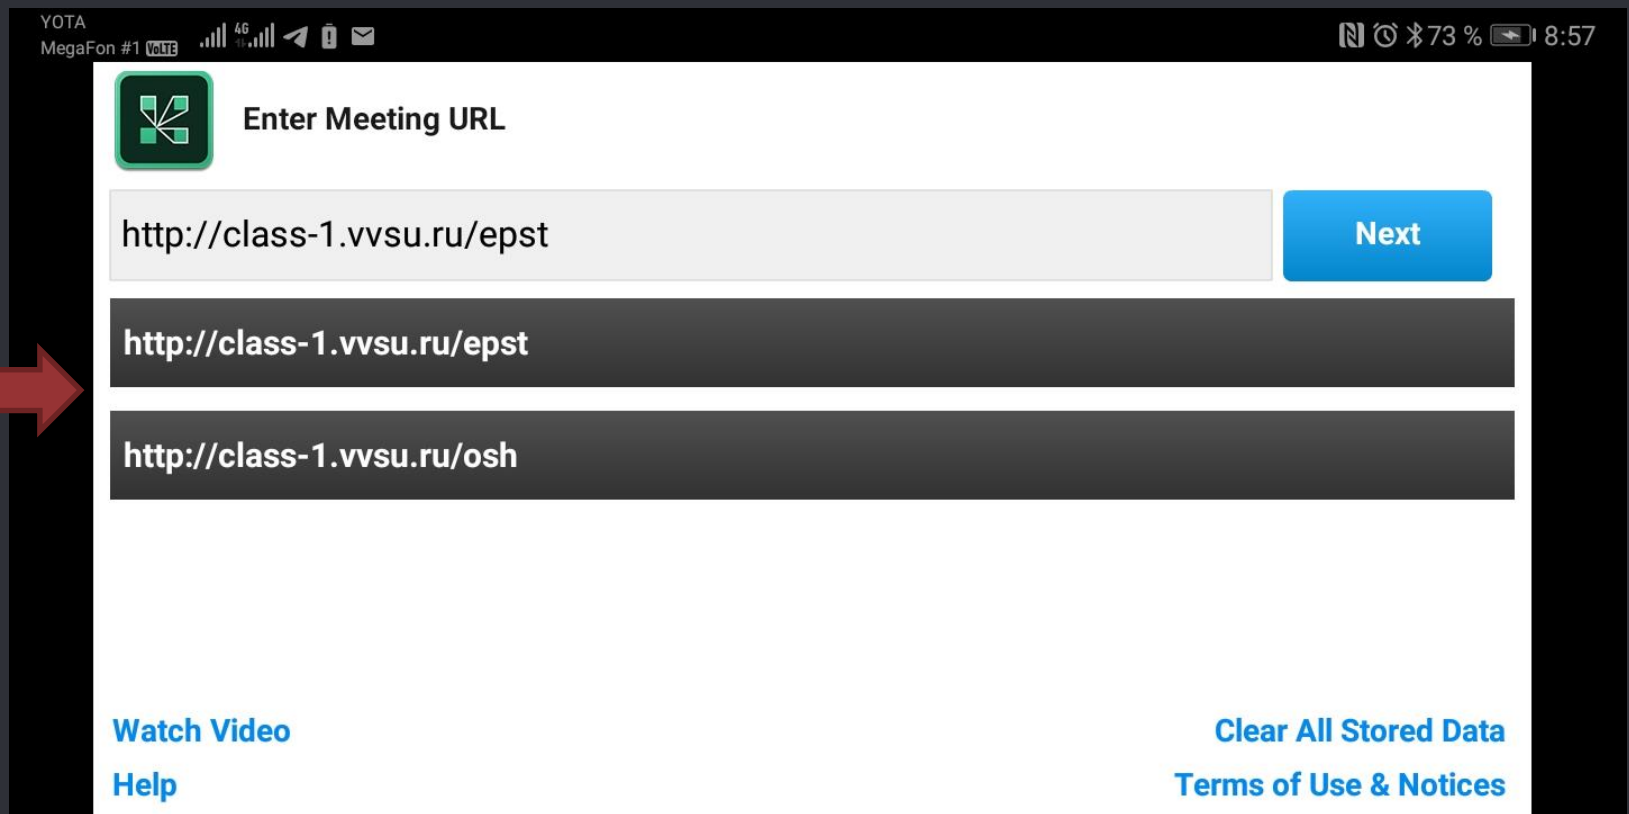 YOTA
MegaFon #1 VoLTE 4G 73 % 8:57
Enter Meeting URL
http://class-1.vvsu.ru/epst
Next
http://class-1.vvsu.ru/epst
http://class-1.vvsu.ru/osh
Watch Video
Clear All Stored Data
Help
Terms of Use & Notices